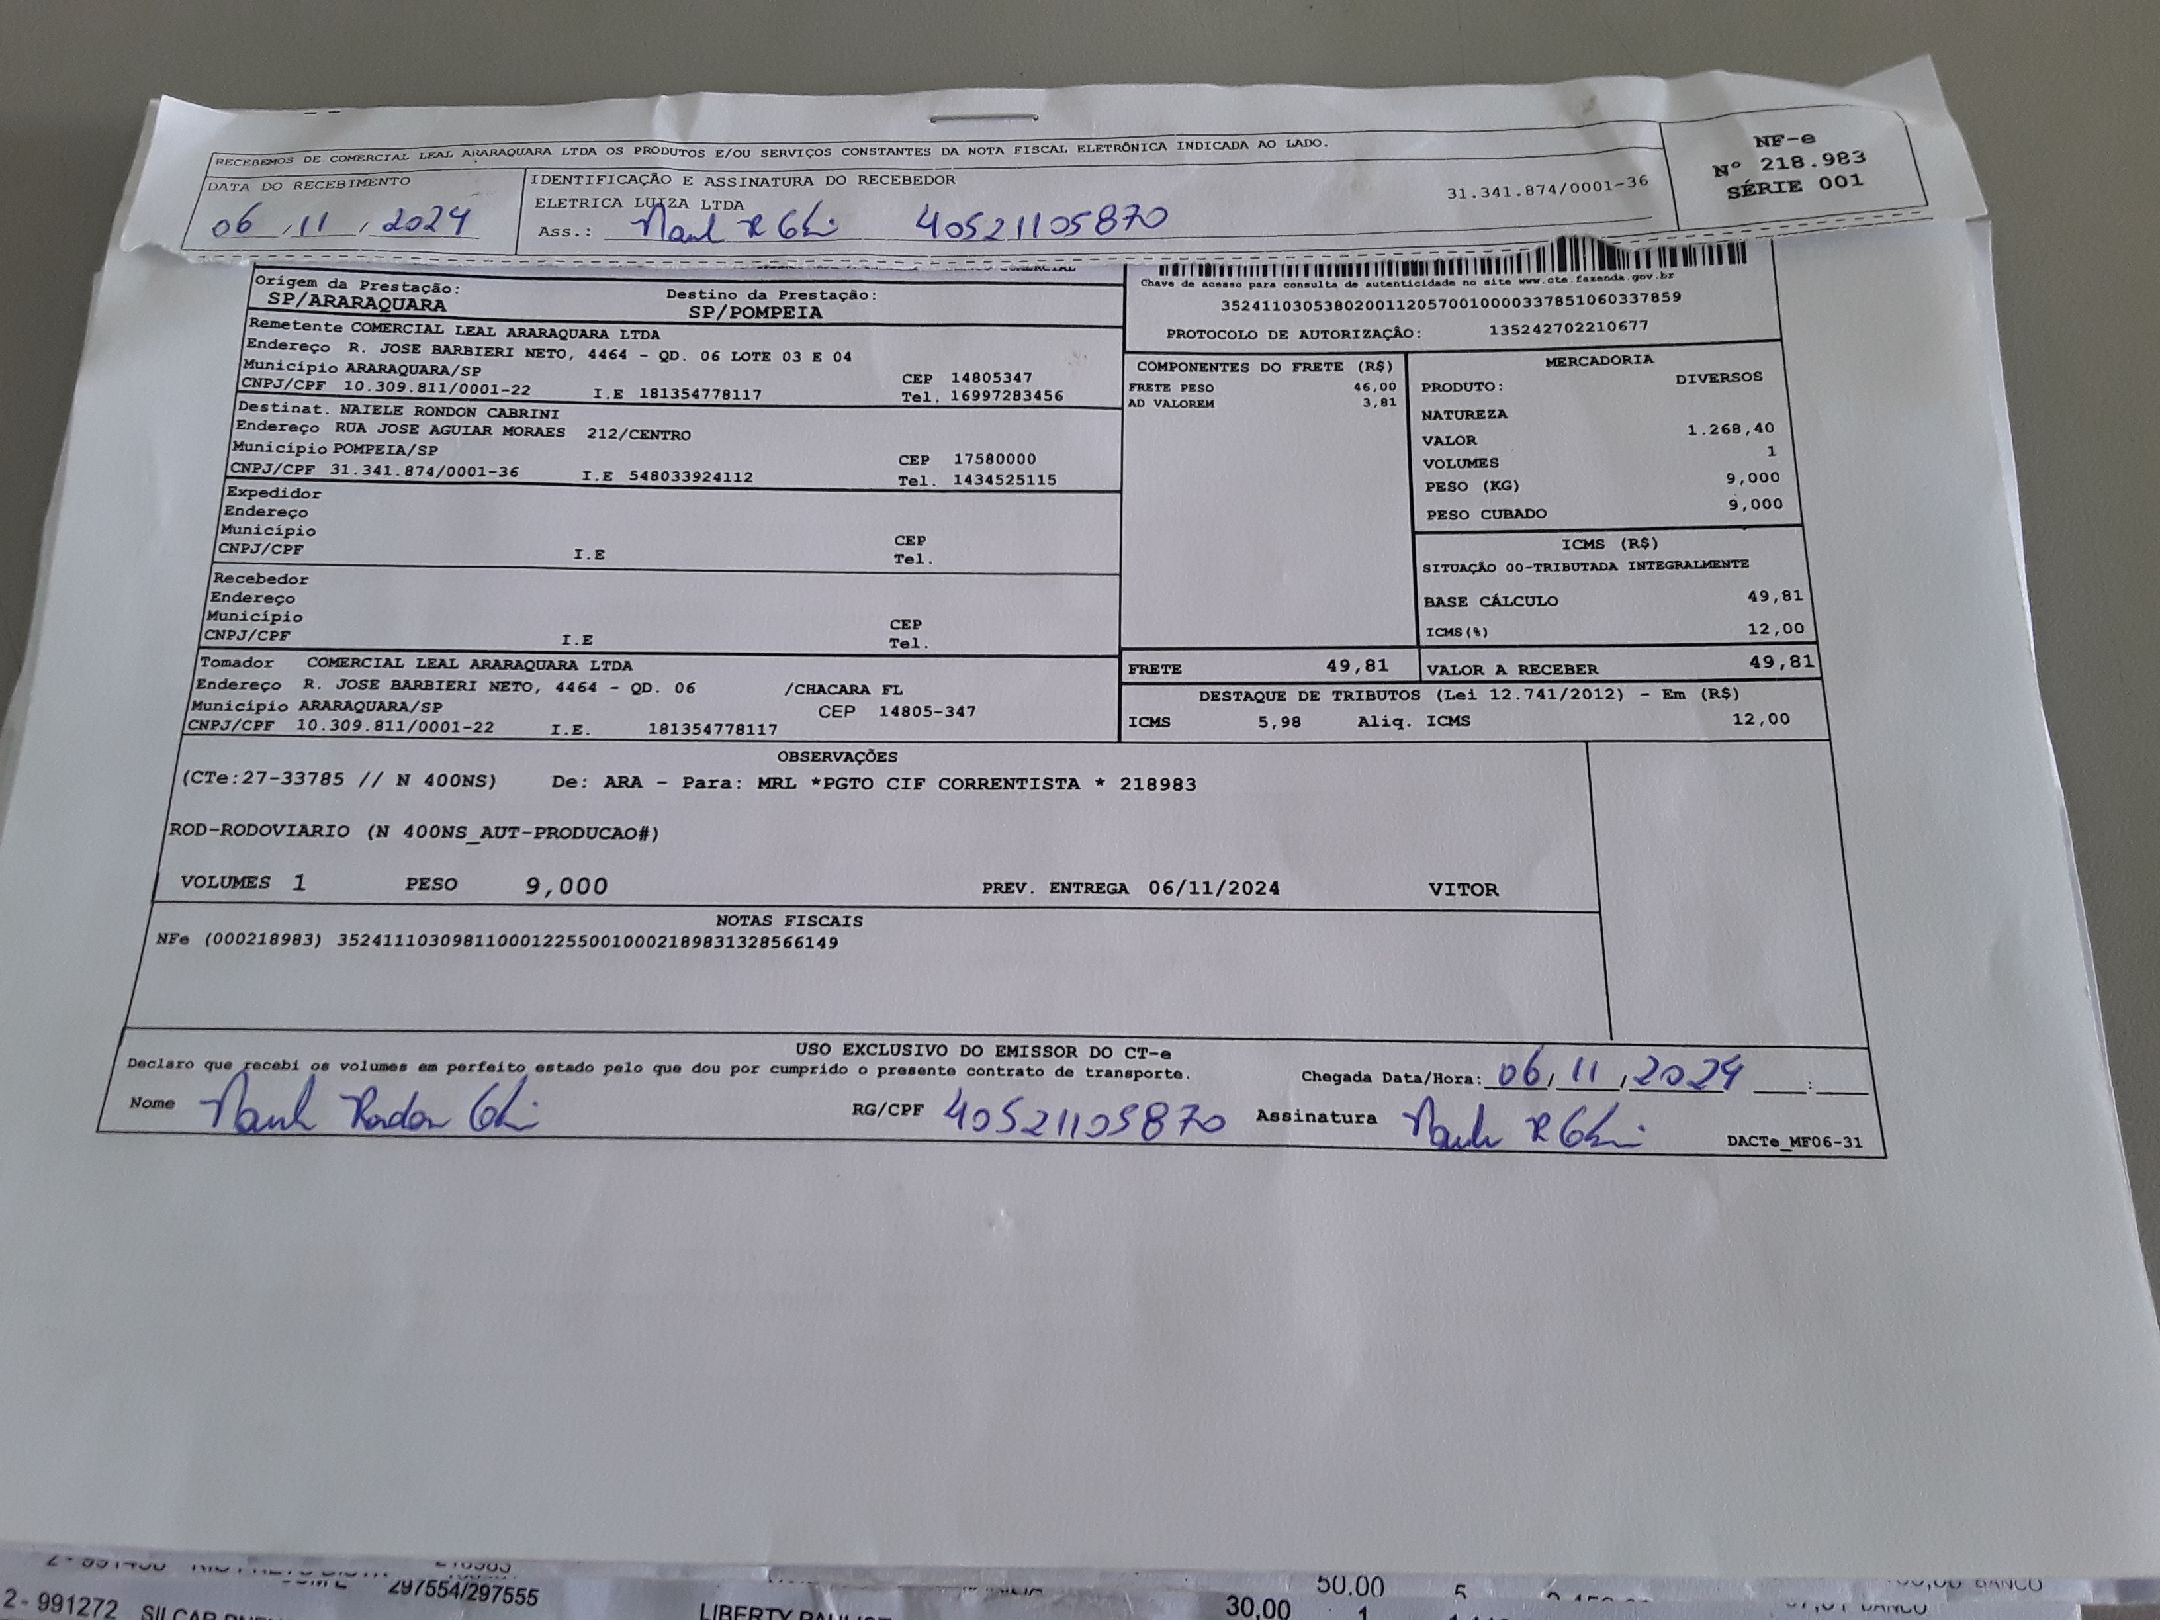 RECEBEMOS DE COMERCIAL LEAL ARARAQUARA LTDA OS PRODUTOS E/OU SERVIÇOS CONSTANTES DA NOTA FISCAL ELETRÔNICA INDICADA AO LADO.
NF-e
Nº 218.983
SÉRIE 001
DATA DO RECEBIMENTO
06/11/2024
IDENTIFICAÇÃO E ASSINATURA DO RECEBEDOR
31.341.874/0001-36
ELETRICA LUIZA LTDA
Ass.: 40521105870
Origem da Prestação:
SP/ARARAQUARA
Destino da Prestação:
SP/POMPEIA
Chave de acesso para consulta de autenticidade no site www.cte.fazenda.gov.br
35241103053802001120570010000337851060337859
PROTOCOLO DE AUTORIZAÇÃO: 135242702210677
Remetente COMERCIAL LEAL ARARAQUARA LTDA
Endereço R. JOSE BARBIERI NETO, 4464 - QD. 06 LOTE 03 E 04
Município ARARAQUARA/SP CEP 14805347
CNPJ/CPF 10.309.811/0001-22 I.E 181354778117 Tel. 16997283456
Destinat. NAIELE RONDON CABRINI
Endereço RUA JOSE AGUIAR MORAES 212/CENTRO
Município POMPEIA/SP CEP 17580000
CNPJ/CPF 31.341.874/0001-36 I.E 548033924112 Tel. 1434525115
Expedidor
Endereço
Município CEP
CNPJ/CPF I.E Tel.
Recebedor
Endereço
Município CEP
CNPJ/CPF I.E Tel.
Tomador COMERCIAL LEAL ARARAQUARA LTDA
Endereço R. JOSE BARBIERI NETO, 4464 - QD. 06 /CHACARA FL
Município ARARAQUARA/SP CEP 14805-347
CNPJ/CPF 10.309.811/0001-22 I.E. 181354778117
COMPONENTES DO FRETE (R$)
FRETE PESO 46,00
AD VALOREM 3,81
MERCADORIA
PRODUTO: DIVERSOS
NATUREZA
VALOR 1.268,40
VOLUMES 1
PESO (KG) 9,000
PESO CUBADO 9,000
ICMS (R$)
SITUAÇÃO 00-TRIBUTADA INTEGRALMENTE
BASE CÁLCULO 49,81
ICMS(%) 12,00
FRETE 49,81 VALOR A RECEBER 49,81
DESTAQUE DE TRIBUTOS (Lei 12.741/2012) - Em (R$)
ICMS 5,98 Aliq. ICMS 12,00
OBSERVAÇÕES
(CTe:27-33785 // N 400NS) De: ARA - Para: MRL *PGTO CIF CORRENTISTA * 218983
ROD-RODOVIARIO (N 400NS_AUT-PRODUCAO#)
VOLUMES 1 PESO 9,000 PREV. ENTREGA 06/11/2024 VITOR
NOTAS FISCAIS
NFe (000218983) 35241110309811000122550010002189831328566149
USO EXCLUSIVO DO EMISSOR DO CT-e
Declaro que recebi os volumes em perfeito estado pelo que dou por cumprido o presente contrato de transporte.
Chegada Data/Hora: 06/11/2024 :
Nome RG/CPF 40521105870 Assinatura
DACTe_MF06-31
297554/297555
50.00 5
2-991272
30,00 1